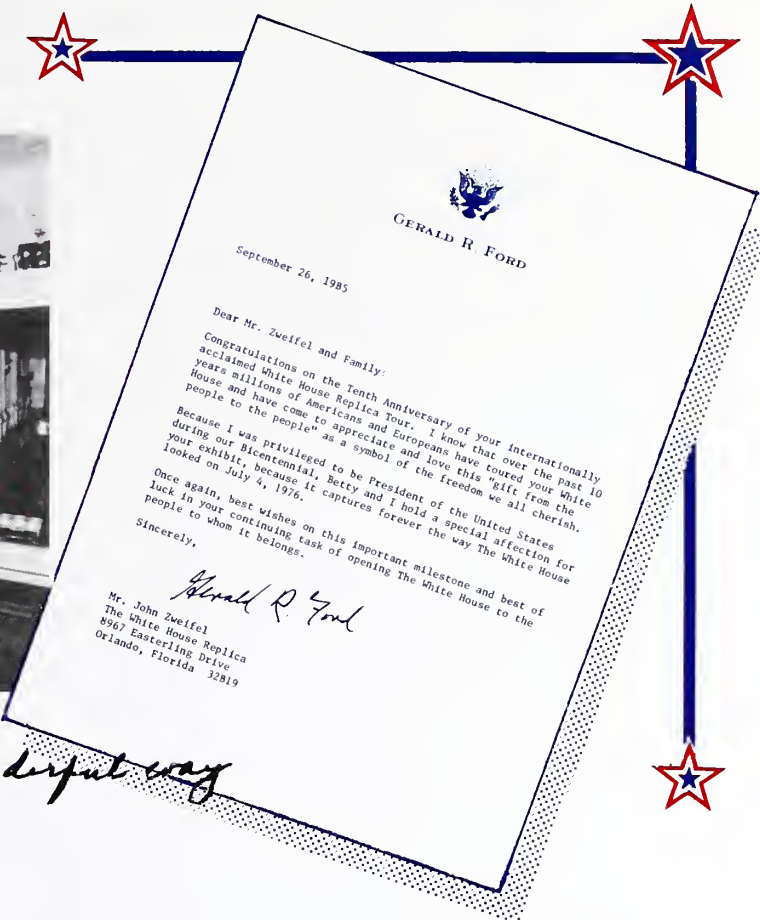 GERALD R. FORD
September 26, 1985
Dear Mr. Zweifel and Family:
Congratulations on the Tenth Anniversary of your internationally
acclaimed White House Replica Tour. I know that over the past 10
years millions of Americans and Europeans have toured your White
House and have come to appreciate and love this "gift from the
people to the people" as a symbol of the freedom we all cherish.
Because I was privileged to be President of the United States
during our Bicentennial, Betty and I hold a special affection for
your exhibit, because it captures forever the way The White House
looked on July 4, 1976.
Once again, best wishes on this important milestone and best of
luck in your continuing task of opening The White House to the
people to whom it belongs.
Sincerely,
Gerald R. Ford
Mr. John Zweifel
The White House Replica
8967 Easterling Drive
Orlando, Florida 32819
derful way